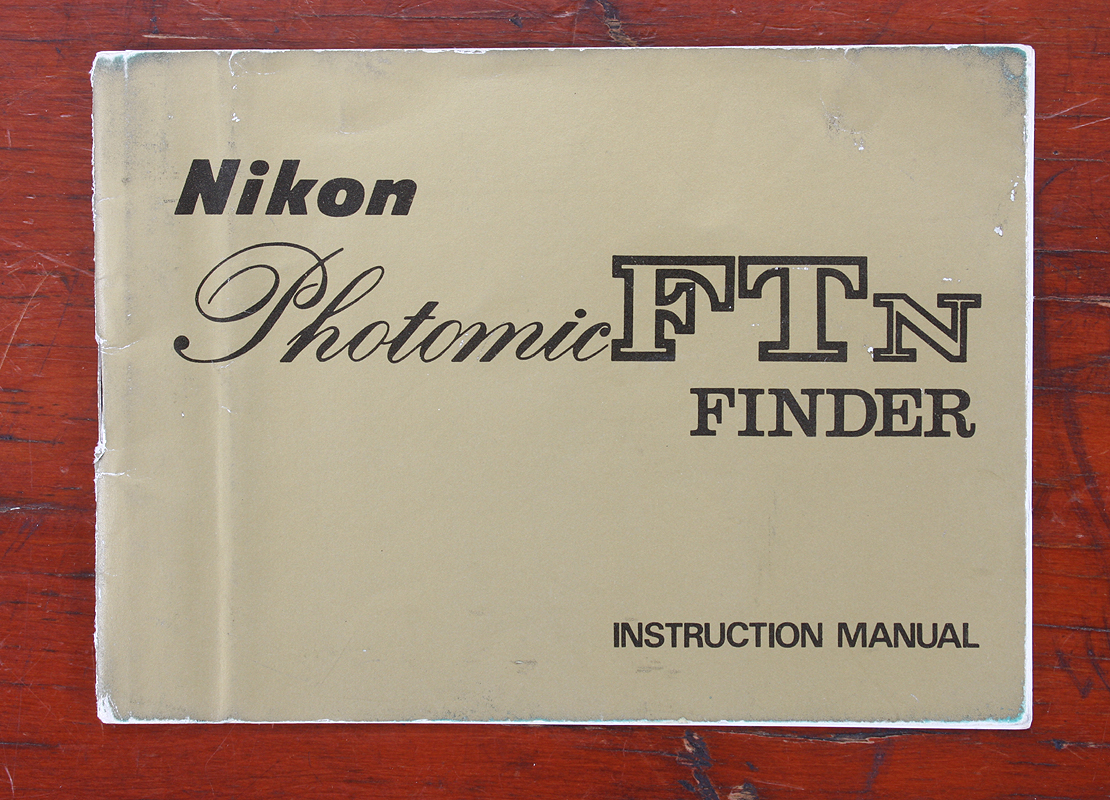 Nikon
Photomic FTN
FINDER
INSTRUCTION MANUAL